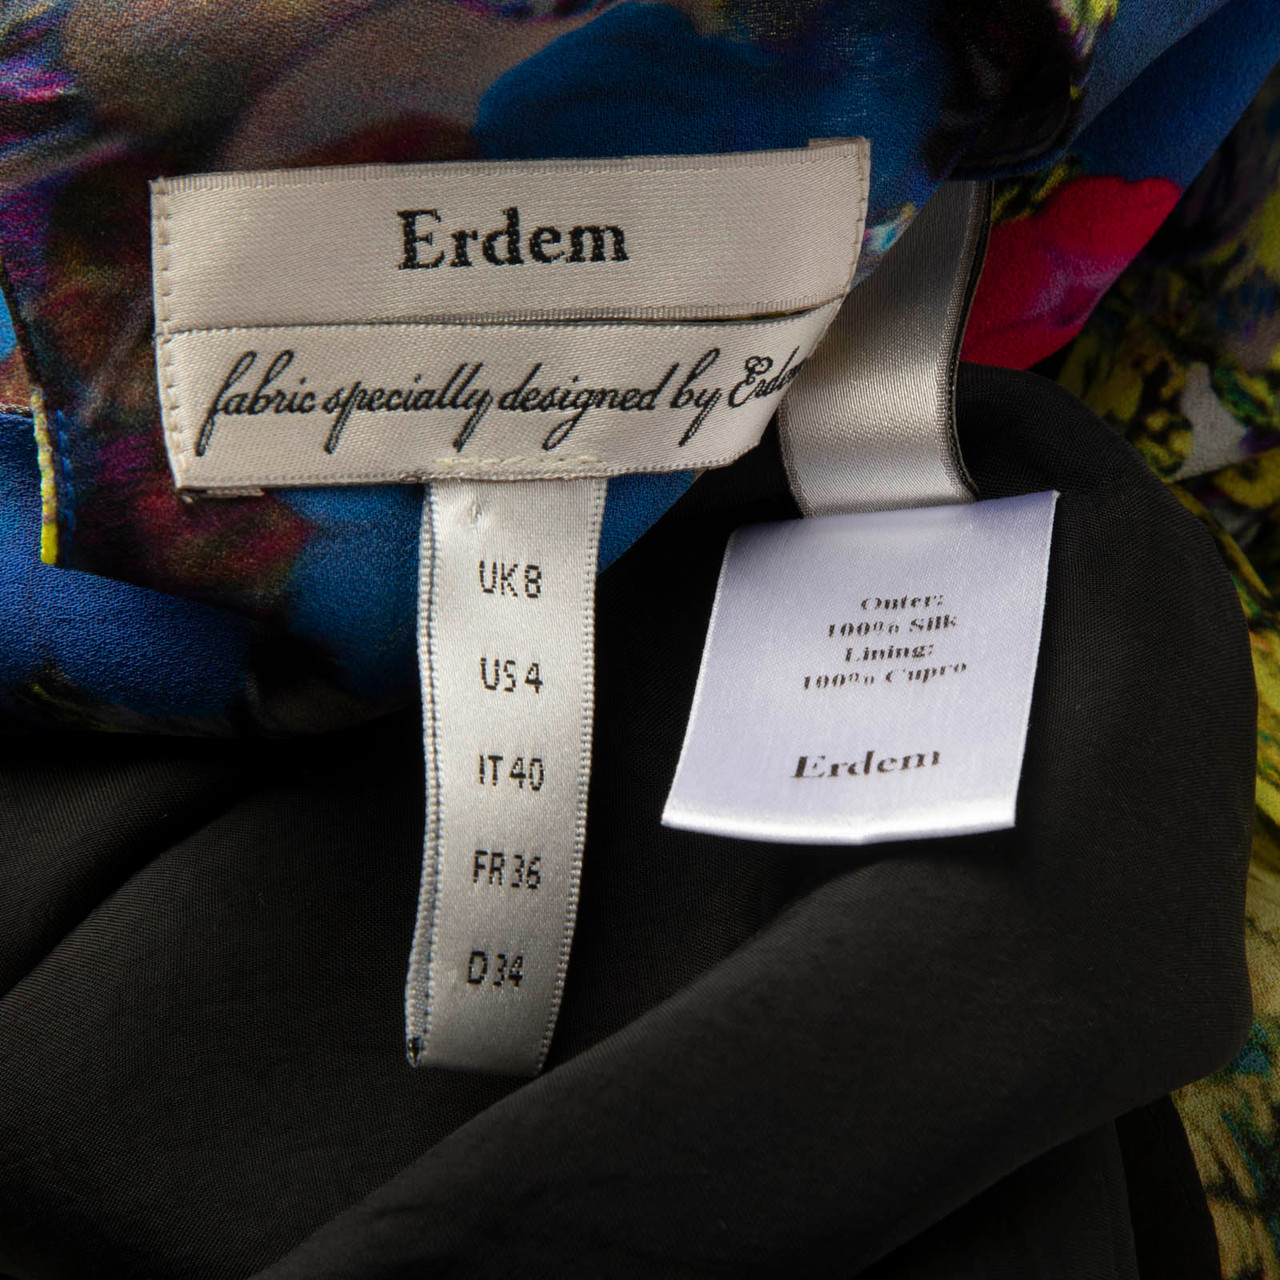 Erdem
fabric specially designed by Erdem
UK 8
US 4
IT 40
FR 36
D 34
Outer:
100% Silk
Lining:
100% Cupro
Erdem